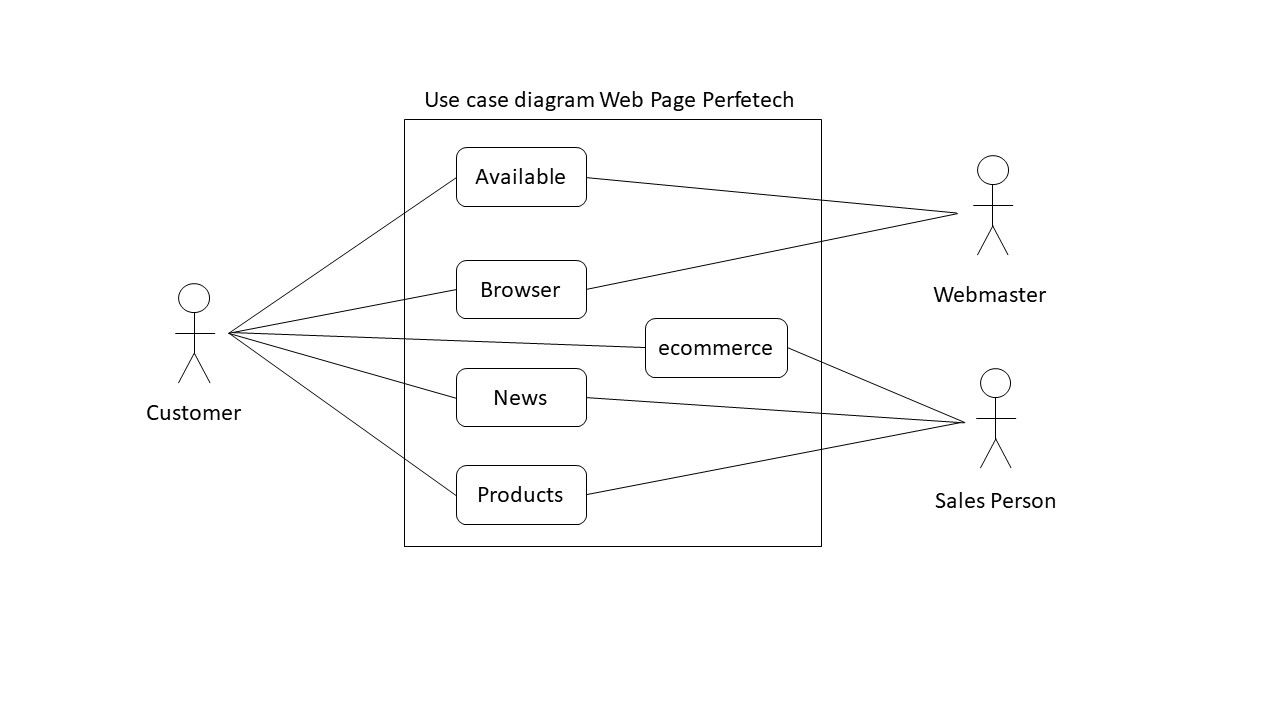 Use case diagram Web Page Perfetech
Available
Browser
Webmaster
ecommerce
News
Customer
Products
Sales Person